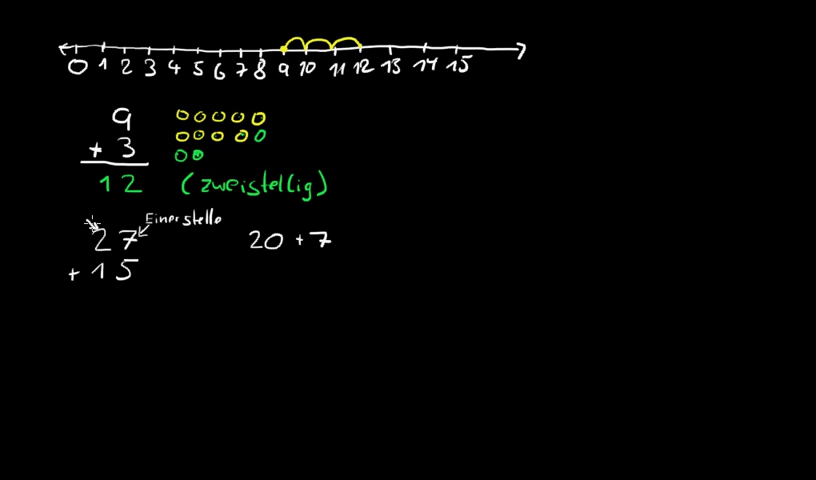 0 1 2 3 4 5 6 7 8 9 10 11 12 13 14 15
9
+ 3
12 (zweistellig)
Einerstelle
27 20 + 7
+ 15